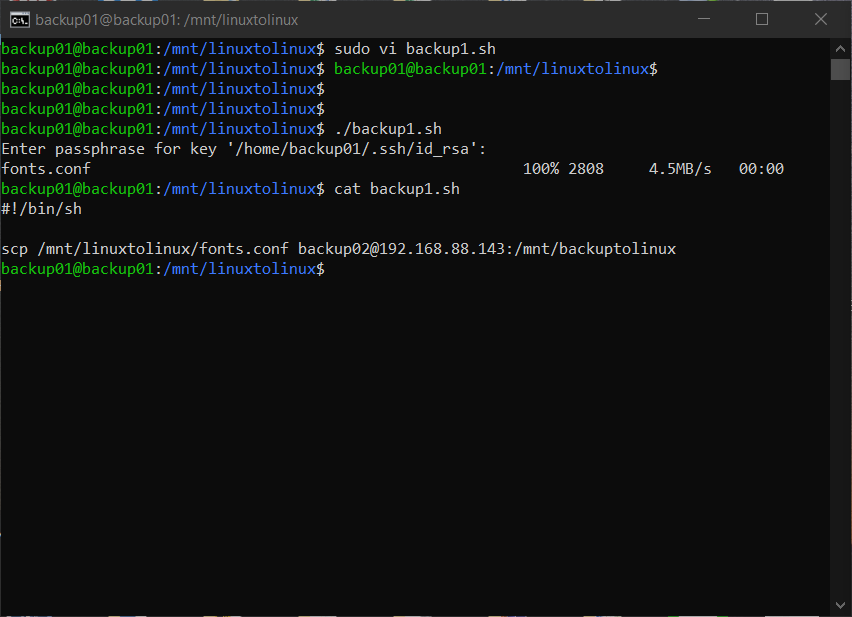 backup01@backup01: /mnt/linuxtolinux
backup01@backup01:/mnt/linuxtolinux$ sudo vi backup1.sh
backup01@backup01:/mnt/linuxtolinux$ backup01@backup01:/mnt/linuxtolinux$
backup01@backup01:/mnt/linuxtolinux$
backup01@backup01:/mnt/linuxtolinux$
backup01@backup01:/mnt/linuxtolinux$ ./backup1.sh
Enter passphrase for key '/home/backup01/.ssh/id_rsa':
fonts.conf 100% 2808 4.5MB/s 00:00
backup01@backup01:/mnt/linuxtolinux$ cat backup1.sh
#!/bin/sh
scp /mnt/linuxtolinux/fonts.conf backup02@192.168.88.143:/mnt/backuptolinux
backup01@backup01:/mnt/linuxtolinux$